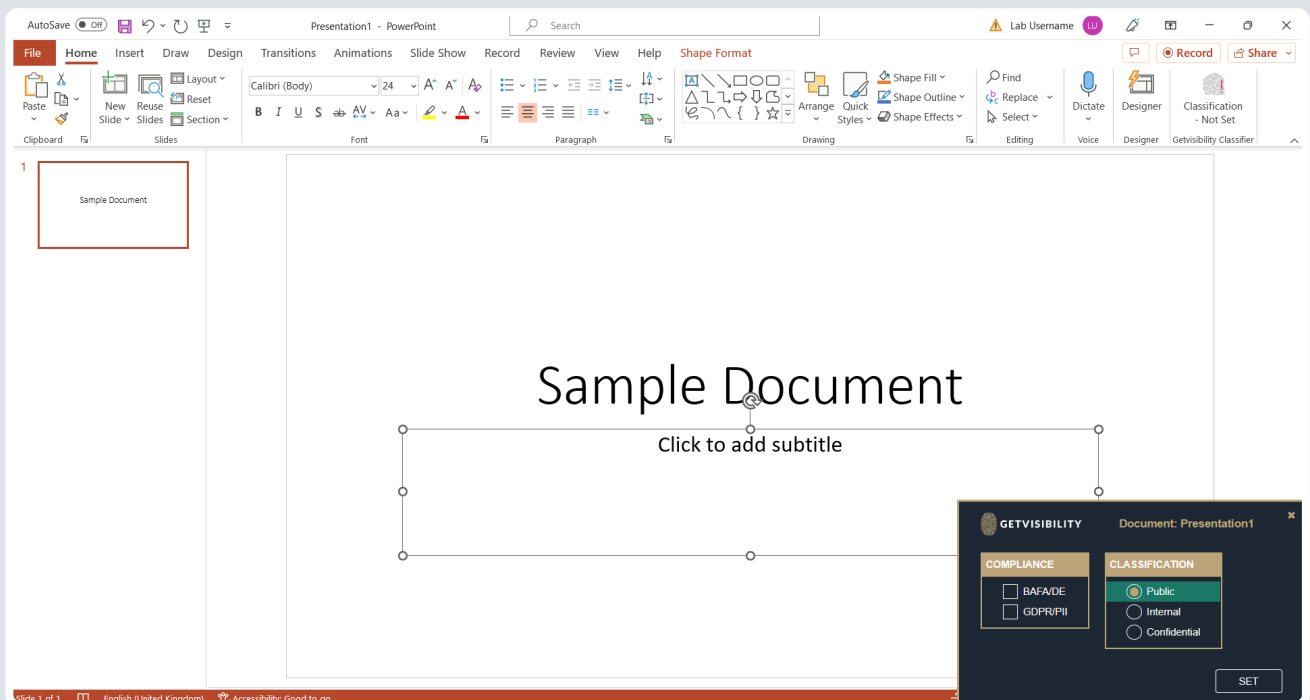 AutoSave Off Presentation1 - PowerPoint Search Lab Username LU
File Home Insert Draw Design Transitions Animations Slide Show Record Review View Help Shape Format Record Share
Paste
Clipboard
New Slide
Reuse Slides
Layout
Reset
Section
Slides
Calibri (Body) 24
B I U S ab AV Aa A
Font
Paragraph
Drawing
Arrange
Quick Styles
Shape Fill
Shape Outline
Shape Effects
Find
Replace
Select
Editing
Dictate
Voice
Designer
Designer
Classification
- Not Set
Getvisibility Classifier
1
Sample Document
Sample Document
Click to add subtitle
GETVISIBILITY Document: Presentation1
COMPLIANCE
BAFA/DE
GDPR/PII
CLASSIFICATION
Public
Internal
Confidential
SET
Slide 1 of 1 English (United Kingdom) Accessibility: Good to go